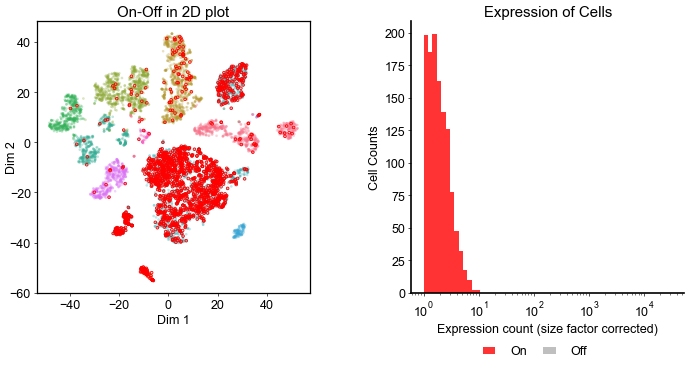 On-Off in 2D plot
Dim 2
40
20
0
−20
−40
−60
−40 −20 0 20 40
Dim 1
Expression of Cells
Cell Counts
200
175
150
125
100
75
50
25
0
10⁰ 10¹ 10² 10³ 10⁴
Expression count (size factor corrected)
On Off